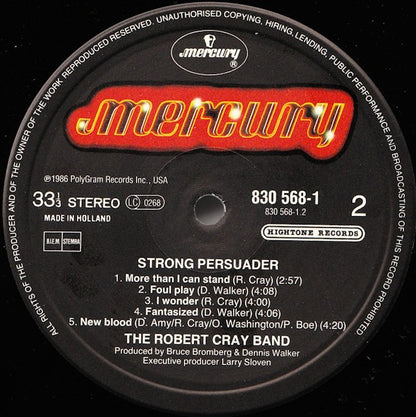 ALL RIGHTS OF THE PRODUCER AND OF THE OWNER OF THE WORK REPRODUCED RESERVED. UNAUTHORISED COPYING, HIRING, LENDING, PUBLIC PERFORMANCE AND BROADCASTING OF THIS RECORD PROHIBITED!
mercury
®
mercury
℗1986 PolyGram Records Inc., USA
33⅓ STEREO LC 0268
MADE IN HOLLAND
B.I.E.M. STEMRA
830 568-1
830 568-1.2
2
HIGHTONE RECORDS
STRONG PERSUADER
1. More than I can stand (R. Cray) (2:57)
2. Foul play (D. Walker) (4:08)
3. I wonder (R. Cray) (4:00)
4. Fantasized (D. Walker) (4:06)
5. New blood (D. Amy/R. Cray/O. Washington/P. Boe) (4:20)
THE ROBERT CRAY BAND
Produced by Bruce Bromberg & Dennis Walker
Executive producer Larry Sloven